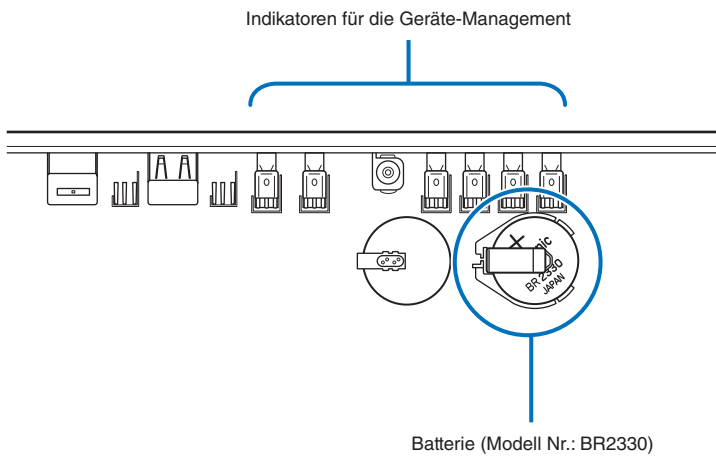 Indikatoren für die Geräte-Management
BR2330
JAPAN
Batterie (Modell Nr.: BR2330)